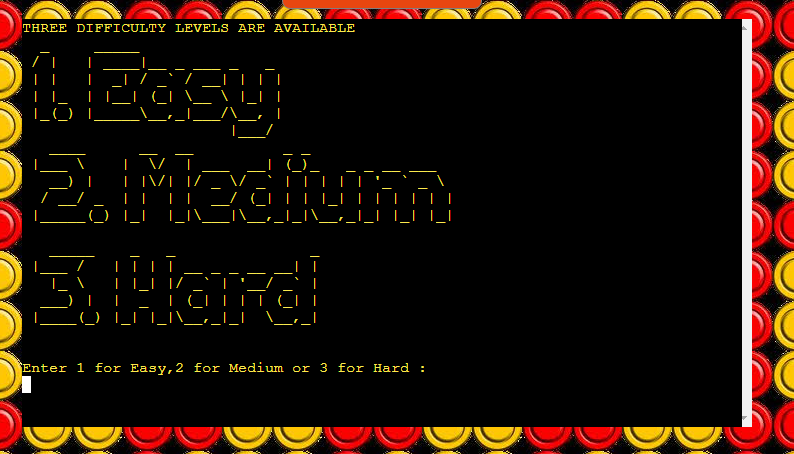 THREE DIFFICULTY LEVELS ARE AVAILABLE
1. Easy
2. Medium
3. Hard
Enter 1 for Easy,2 for Medium or 3 for Hard :